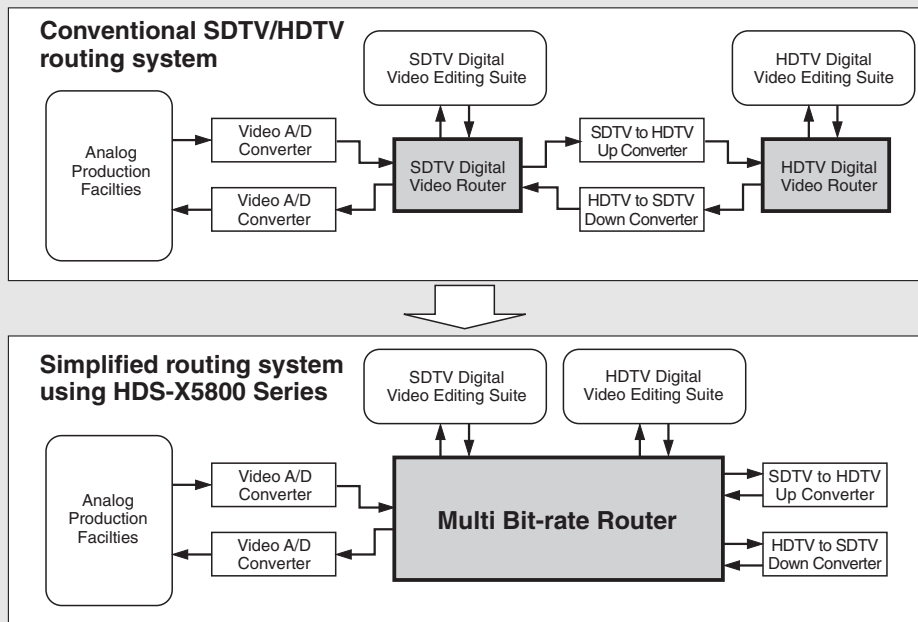 Conventional SDTV/HDTV
routing system
SDTV Digital
Video Editing Suite
HDTV Digital
Video Editing Suite
Analog
Production
Facilties
Video A/D
Converter
Video A/D
Converter
SDTV Digital
Video Router
SDTV to HDTV
Up Converter
HDTV to SDTV
Down Converter
HDTV Digital
Video Router
Simplified routing system
using HDS-X5800 Series
SDTV Digital
Video Editing Suite
HDTV Digital
Video Editing Suite
Analog
Production
Facilties
Video A/D
Converter
Video A/D
Converter
Multi Bit-rate Router
SDTV to HDTV
Up Converter
HDTV to SDTV
Down Converter